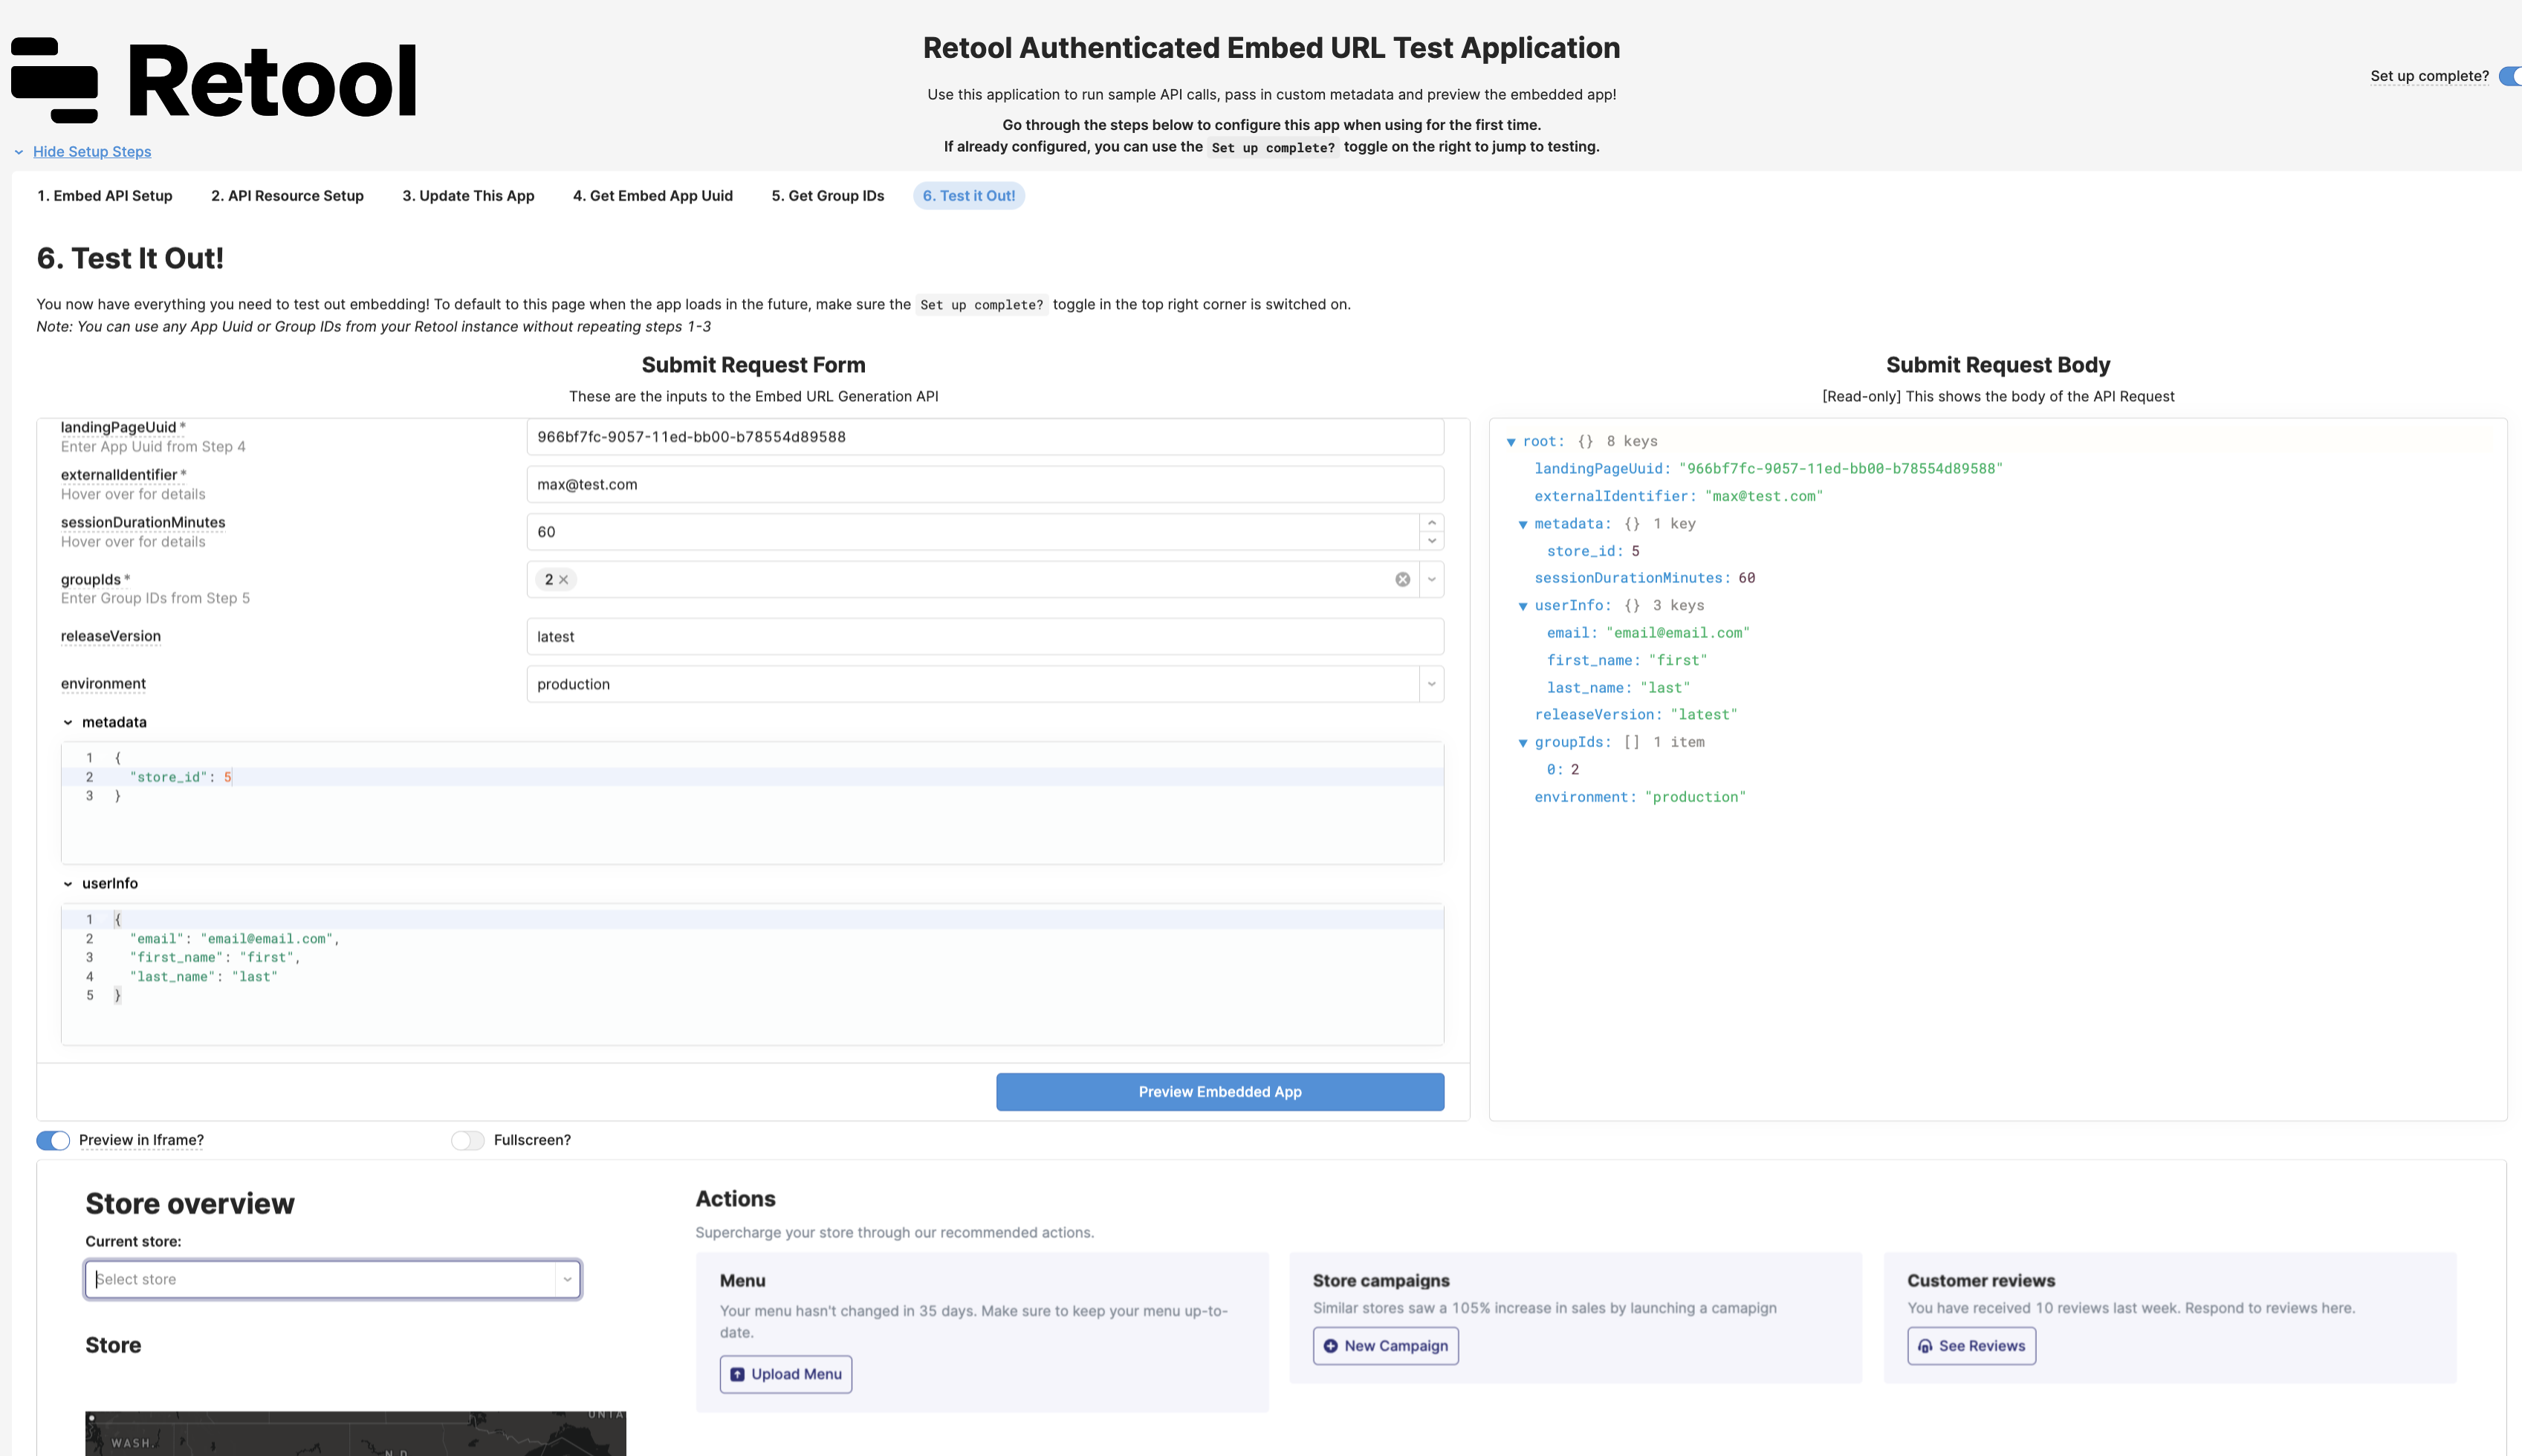 Retool
Retool Authenticated Embed URL Test Application
Use this application to run sample API calls, pass in custom metadata and preview the embedded app!
Go through the steps below to configure this app when using for the first time.
If already configured, you can use the Set up complete? toggle on the right to jump to testing.
Set up complete?
Hide Setup Steps
1. Embed API Setup
2. API Resource Setup
3. Update This App
4. Get Embed App Uuid
5. Get Group IDs
6. Test it Out!
6. Test It Out!
You now have everything you need to test out embedding! To default to this page when the app loads in the future, make sure the Set up complete? toggle in the top right corner is switched on.
Note: You can use any App Uuid or Group IDs from your Retool instance without repeating steps 1-3
Submit Request Form
These are the inputs to the Embed URL Generation API
landingPageUuid *
Enter App Uuid from Step 4
966bf7fc-9057-11ed-bb00-b78554d89588
externalIdentifier *
Hover over for details
max@test.com
sessionDurationMinutes
Hover over for details
60
groupIds *
Enter Group IDs from Step 5
2
releaseVersion
latest
environment
production
metadata
1 {
2 "store_id": 5
3 }
userInfo
1 {
2 "email": "email@email.com",
3 "first_name": "first",
4 "last_name": "last"
5 }
Preview Embedded App
Submit Request Body
[Read-only] This shows the body of the API Request
root: {} 8 keys
landingPageUuid: "966bf7fc-9057-11ed-bb00-b78554d89588"
externalIdentifier: "max@test.com"
metadata: {} 1 key
store_id: 5
sessionDurationMinutes: 60
userInfo: {} 3 keys
email: "email@email.com"
first_name: "first"
last_name: "last"
releaseVersion: "latest"
groupIds: [] 1 item
0: 2
environment: "production"
Preview in Iframe?
Fullscreen?
Store overview
Current store:
Select store
Store
WASH.
N.D.
ONTA
Actions
Supercharge your store through our recommended actions.
Menu
Your menu hasn't changed in 35 days. Make sure to keep your menu up-to-
date.
Upload Menu
Store campaigns
Similar stores saw a 105% increase in sales by launching a camapign
New Campaign
Customer reviews
You have received 10 reviews last week. Respond to reviews here.
See Reviews